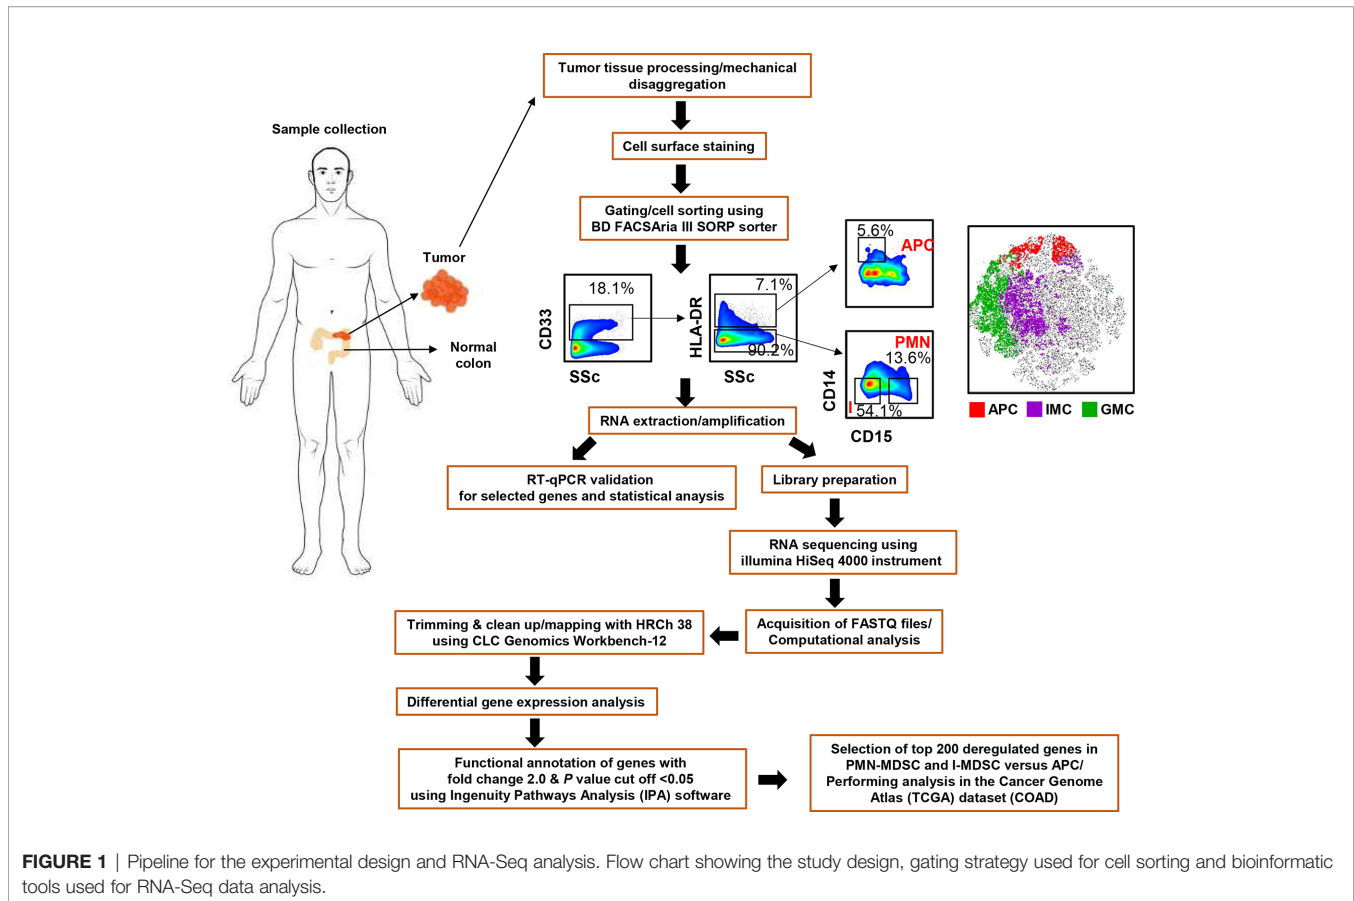 Tumor tissue processing/mechanical
disaggregation
Sample collection
Cell surface staining
Gating/cell sorting using
BD FACSAria III SORP sorter
Tumor
Normal
colon
18.1%
CD33
SSc
7.1%
HLA-DR
90.2%
SSc
5.6%
APC
PMN
13.6%
CD14
I
54.1%
CD15
APC
IMC
GMC
RNA extraction/amplification
RT-qPCR validation
for selected genes and statistical anaysis
Library preparation
RNA sequencing using
illumina HiSeq 4000 instrument
Acquisition of FASTQ files/
Computational analysis
Trimming & clean up/mapping with HRCh 38
using CLC Genomics Workbench-12
Differential gene expression analysis
Functional annotation of genes with
fold change 2.0 & P value cut off <0.05
using Ingenuity Pathways Analysis (IPA) software
Selection of top 200 deregulated genes in
PMN-MDSC and I-MDSC versus APC/
Performing analysis in the Cancer Genome
Atlas (TCGA) dataset (COAD)
FIGURE 1 | Pipeline for the experimental design and RNA-Seq analysis. Flow chart showing the study design, gating strategy used for cell sorting and bioinformatic
tools used for RNA-Seq data analysis.